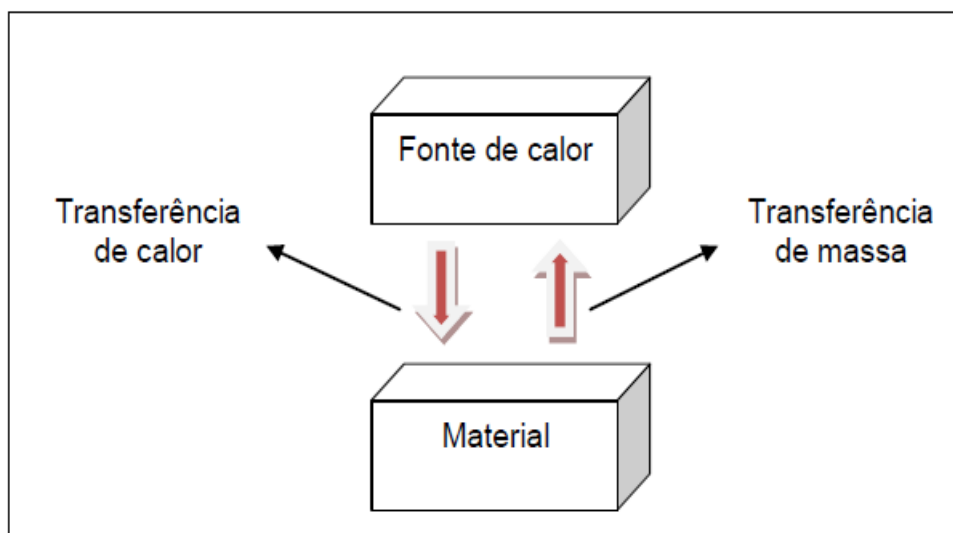 Fonte de calor
Transferência
de calor
Transferência
de massa
Material